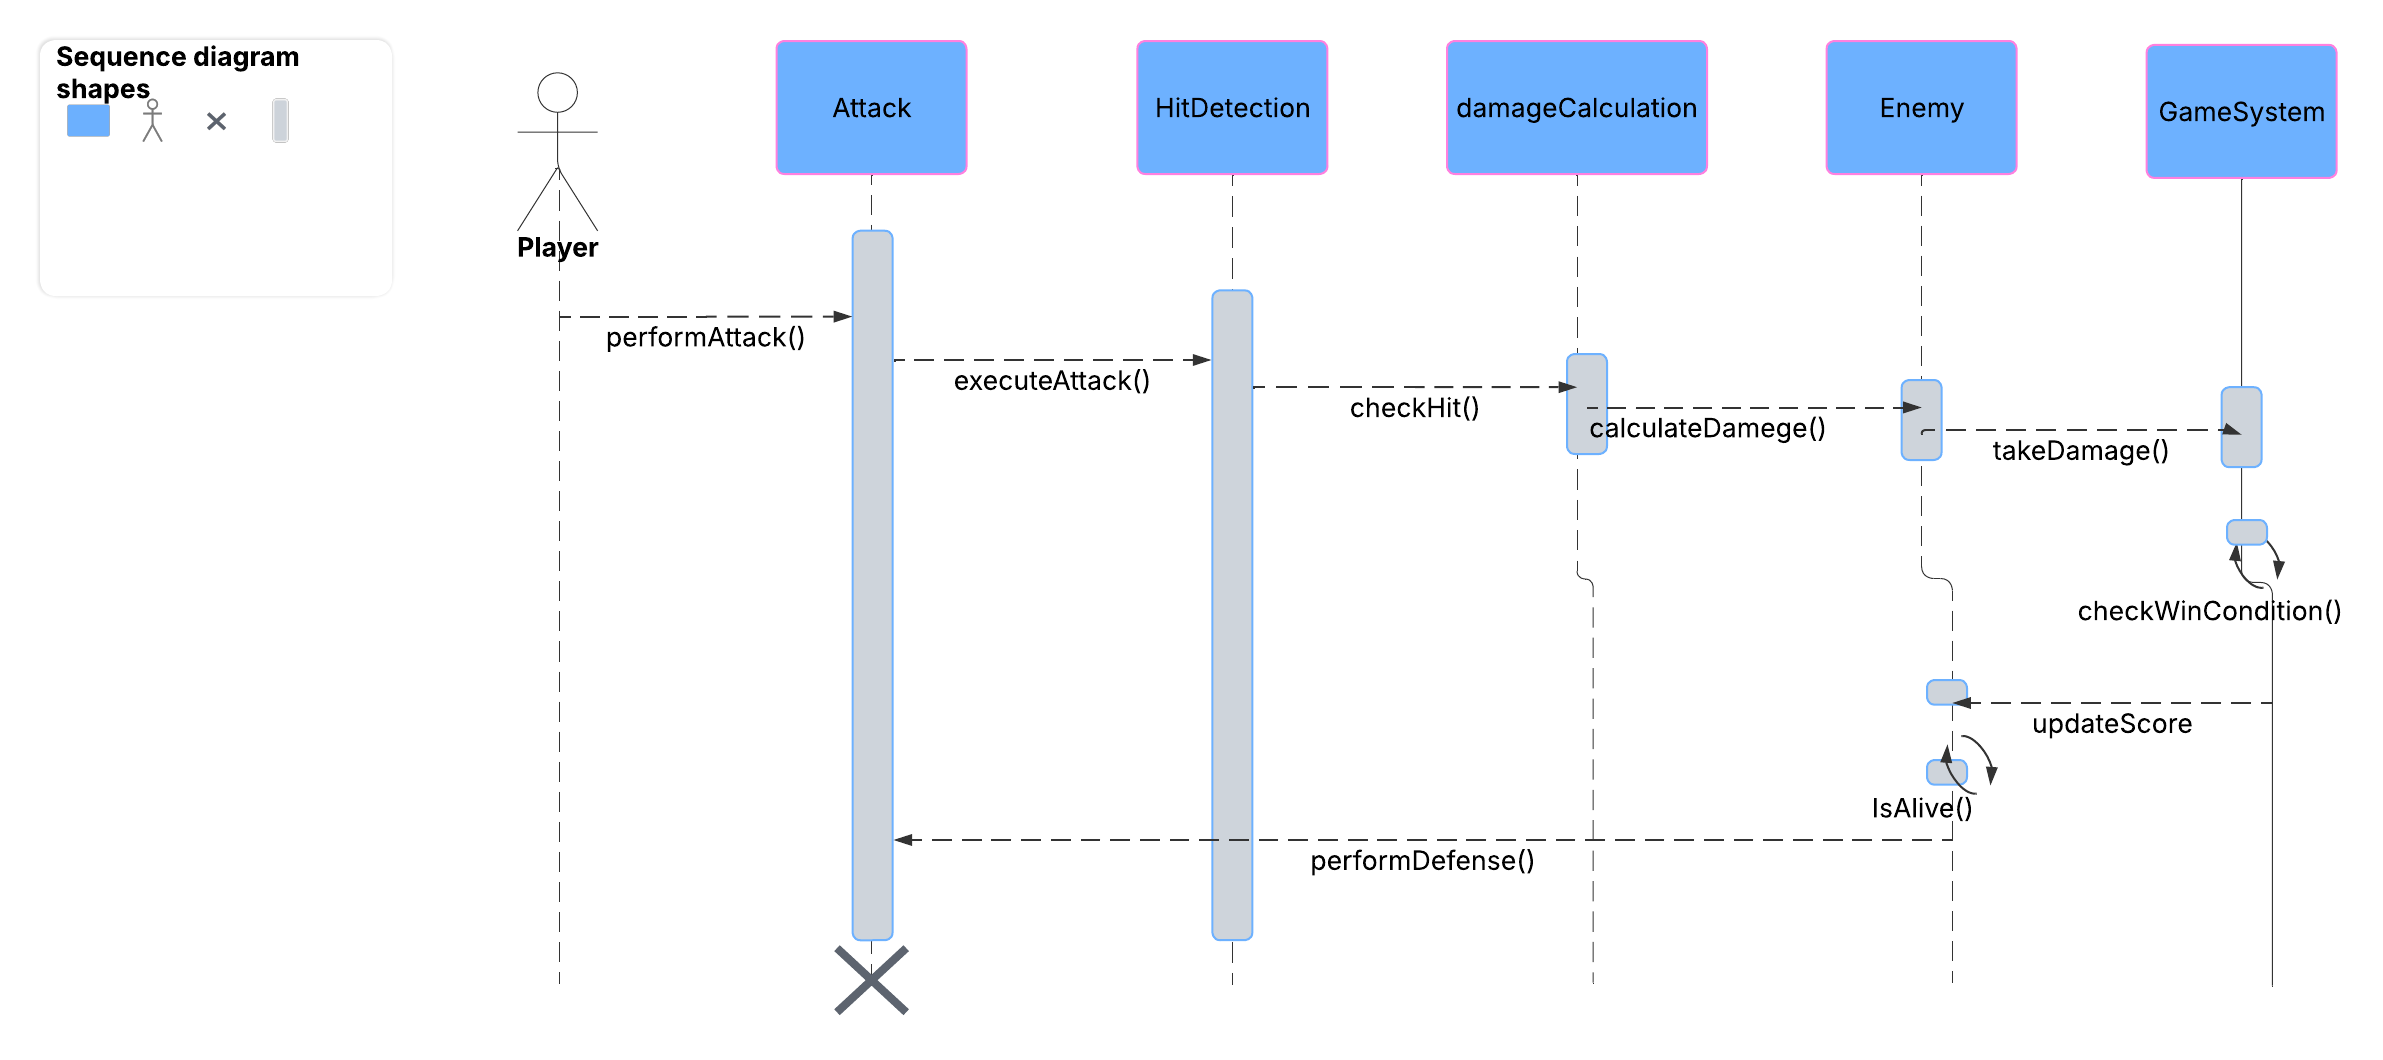 Sequence diagram
shapes
Attack
HitDetection
damageCalculation
Enemy
GameSystem
Player
performAttack()
executeAttack()
checkHit()
calculateDamege()
takeDamage()
checkWinCondition()
updateScore
IsAlive()
performDefense()